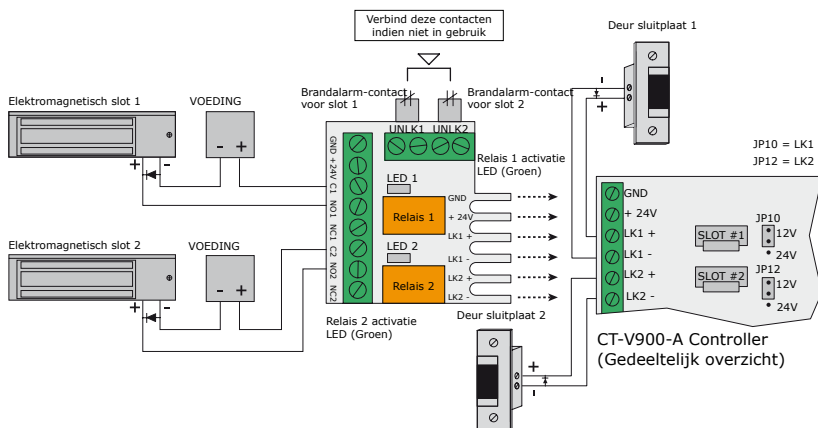 Verbind deze contacten
indien niet in gebruik
Deur sluitplaat 1
Elektromagnetisch slot 1
VOEDING
- +
+ -
Brandalarm-contact
voor slot 1
Brandalarm-contact
voor slot 2
UNLK1 UNLK2
Relais 1 activatie
LED (Groen)
GND
+24V
C1
NO1
NC1
C2
NO2
NC2
LED 1
Relais 1
LED 2
Relais 2
GND
+ 24V
LK1 +
LK1 -
LK2 +
LK2 -
-
+
JP10 = LK1
JP12 = LK2
GND
+ 24V
LK1 +
LK1 -
LK2 +
LK2 -
SLOT #1
SLOT #2
JP10
12V
24V
JP12
12V
24V
Elektromagnetisch slot 2
VOEDING
- +
+ -
Relais 2 activatie
LED (Groen)
Deur sluitplaat 2
+
-
CT-V900-A Controller
(Gedeeltelijk overzicht)